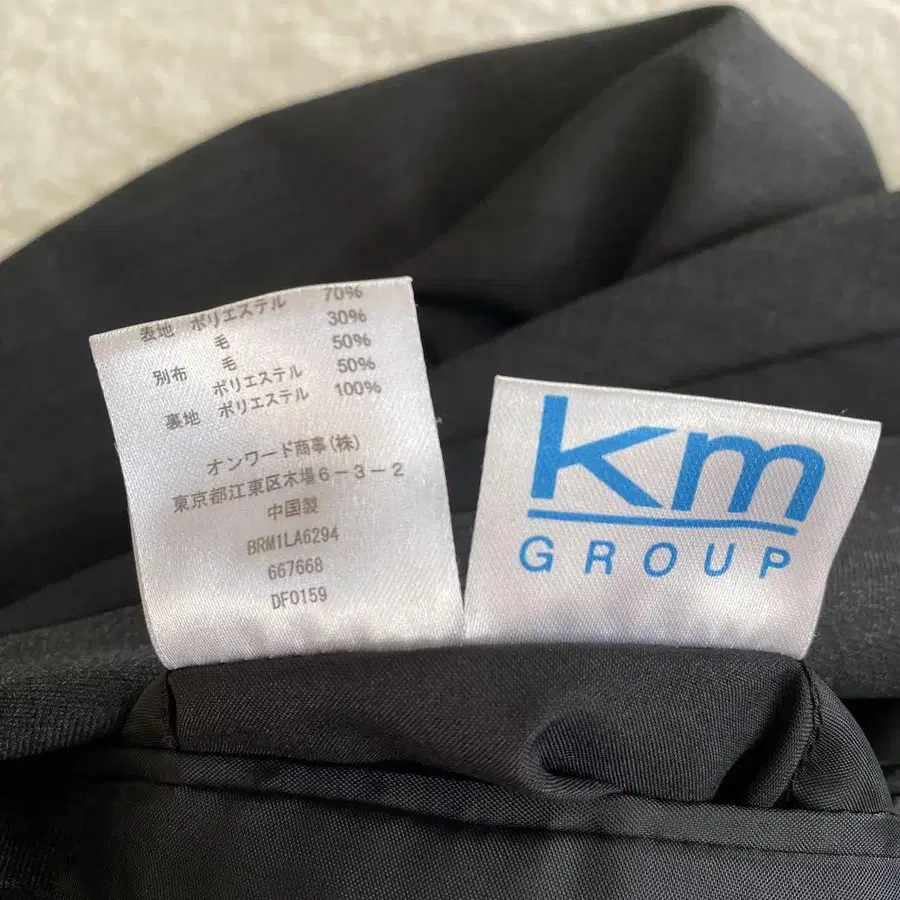 表地 ポリエステル 70%
毛 30%
別布 毛 50%
ポリエステル 50%
裏地 ポリエステル 100%
オンワード商事(株)
東京都江東区木場6-3-2
中国製
BRM1LA6294
667668
DF0159
km
GROUP